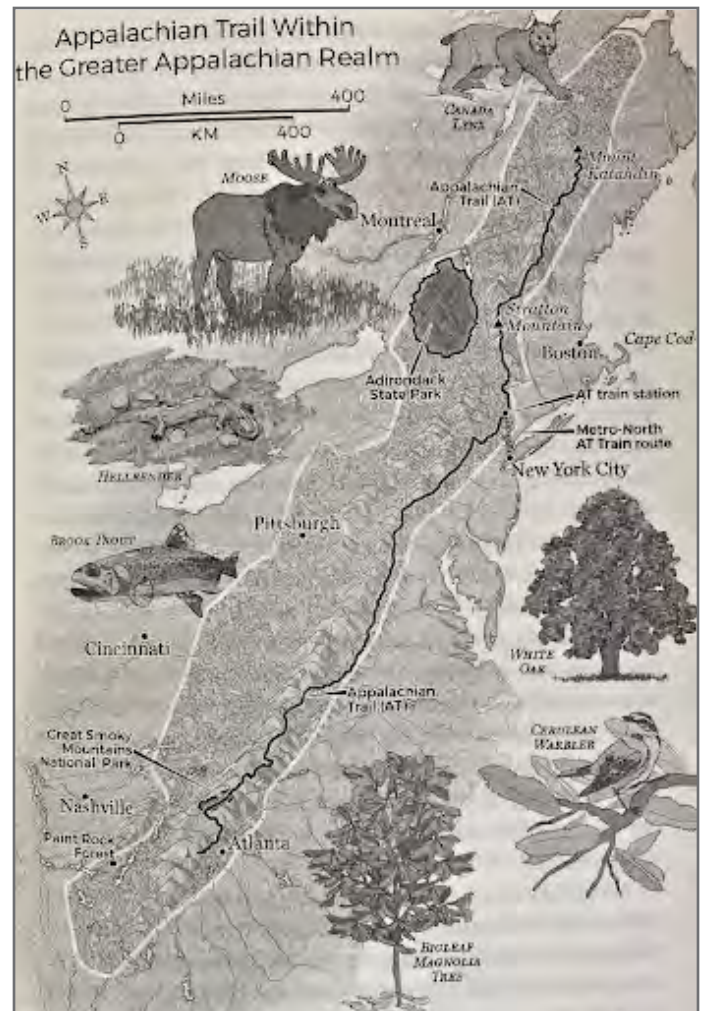 Appalachian Trail Within
the Greater Appalachian Realm
0 Miles 400
0 KM 400
N
W E
S
CANADA
LYNX
MOOSE
Mount
Katahdin
Appalachian
Trail (AT)
Montreal
Stratton
Mountain
Boston
Cape Cod
Adirondack
State Park
AT train station
Metro-North
AT Train route
New York City
HELLBENDER
Pittsburgh
BROOK TROUT
Cincinnati
WHITE
OAK
Appalachian
Trail (AT)
CERULEAN
WARBLER
Great Smoky
Mountains
National Park
Nashville
Paint Rock
Forest
Atlanta
BIGLEAF
MAGNOLIA
TREE